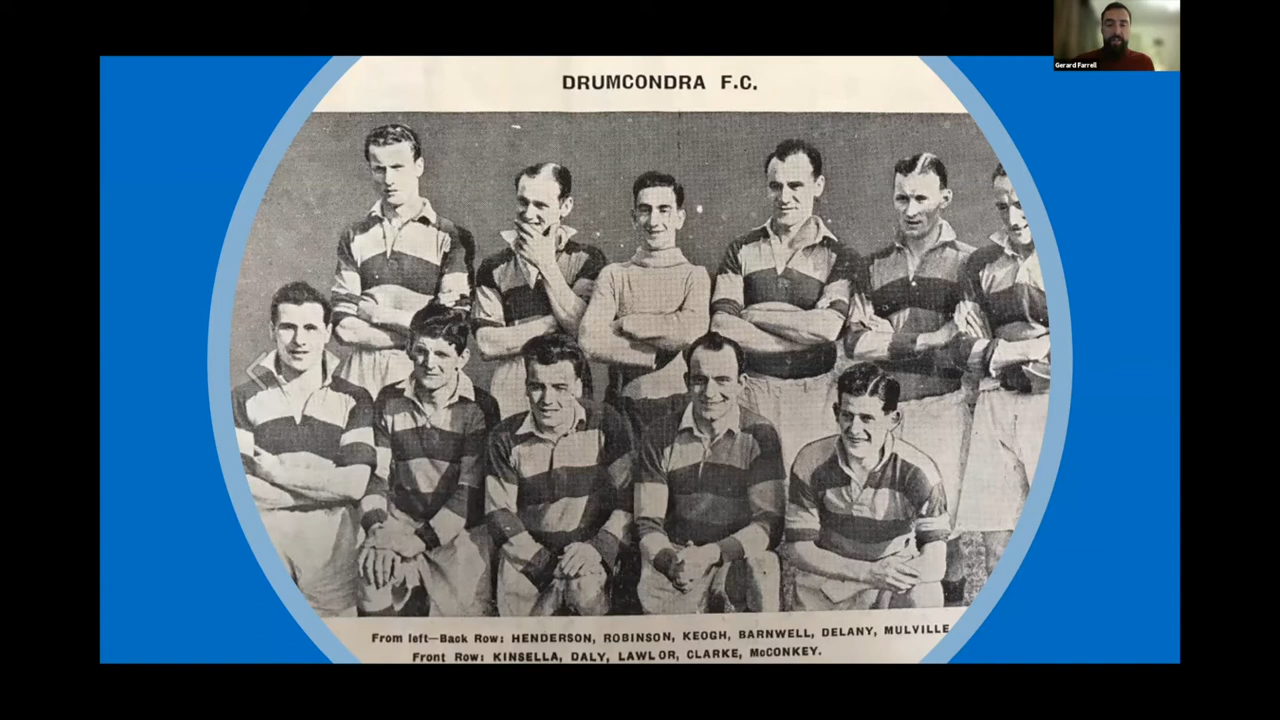 DRUMCONDRA F.C.
Gerard Farrell
From left—Back Row: HENDERSON, ROBINSON, KEOGH, BARNWELL, DELANY, MULVILLE
Front Row: KINSELLA, DALY, LAWLOR, CLARKE, McCONKEY.